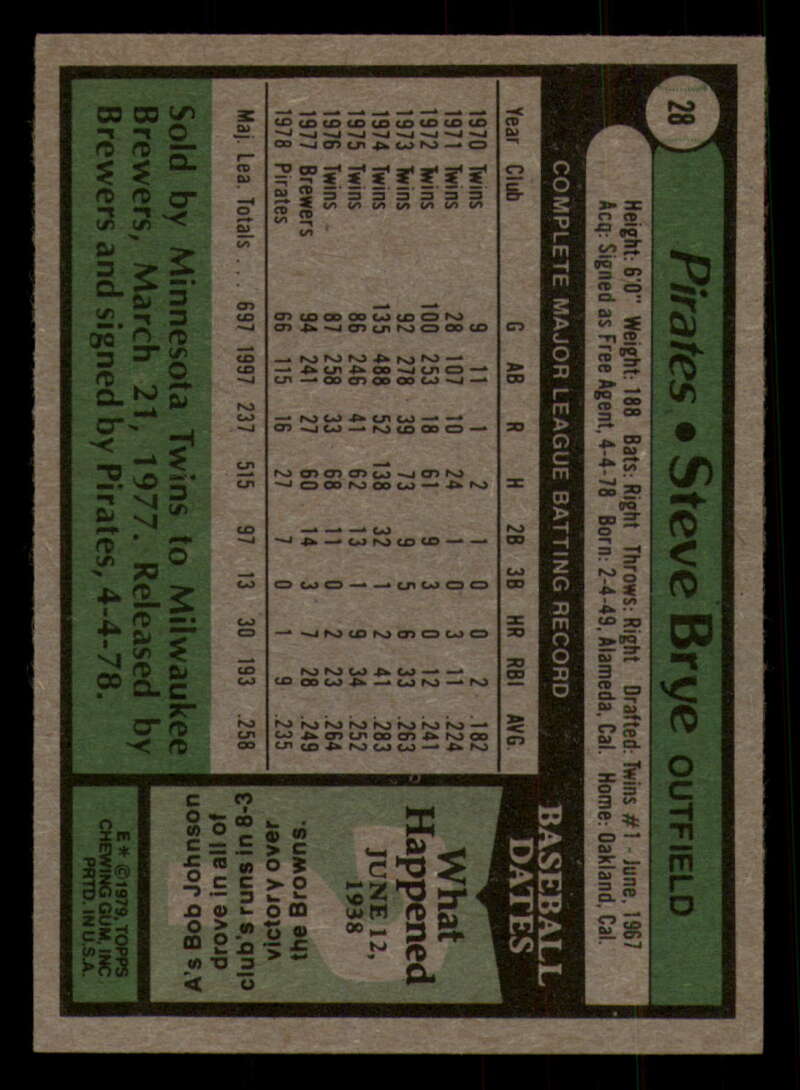 28
Pirates • Steve Brye OUTFIELD
Height: 6'0" Weight: 188 Bats: Right Throws: Right Drafted: Twins #1 - June, 1967
Acq: Signed as Free Agent, 4-4-78 Born: 2-4-49, Alameda, Cal. Home: Oakland, Cal.
COMPLETE MAJOR LEAGUE BATTING RECORD
Year Club G AB R H 2B 3B HR RBI AVG.
1970 Twins 9 11 1 2 1 0 0 2 .182
1971 Twins 28 107 10 24 1 0 3 11 .224
1972 Twins 100 253 18 61 9 3 0 12 .241
1973 Twins 92 278 39 73 9 5 6 33 .263
1974 Twins 135 488 52 138 32 1 2 41 .283
1975 Twins 86 246 41 62 13 1 9 34 .252
1976 Twins 87 258 33 68 11 0 2 23 .264
1977 Brewers 94 241 27 60 14 3 7 28 .249
1978 Pirates 66 115 16 27 7 0 1 9 .235
Maj. Lea. Totals . . . 697 1997 237 515 97 13 30 193 .258
Sold by Minnesota Twins to Milwaukee
Brewers, March 21, 1977. Released by
Brewers and signed by Pirates, 4-4-78.
BASEBALL
DATES
What
Happened
JUNE 12,
1938
A's Bob Johnson
drove in all of
club's runs in 8-3
victory over
the Browns.
E* ©1979, TOPPS
CHEWING GUM, INC
PRTD. IN U.S.A.